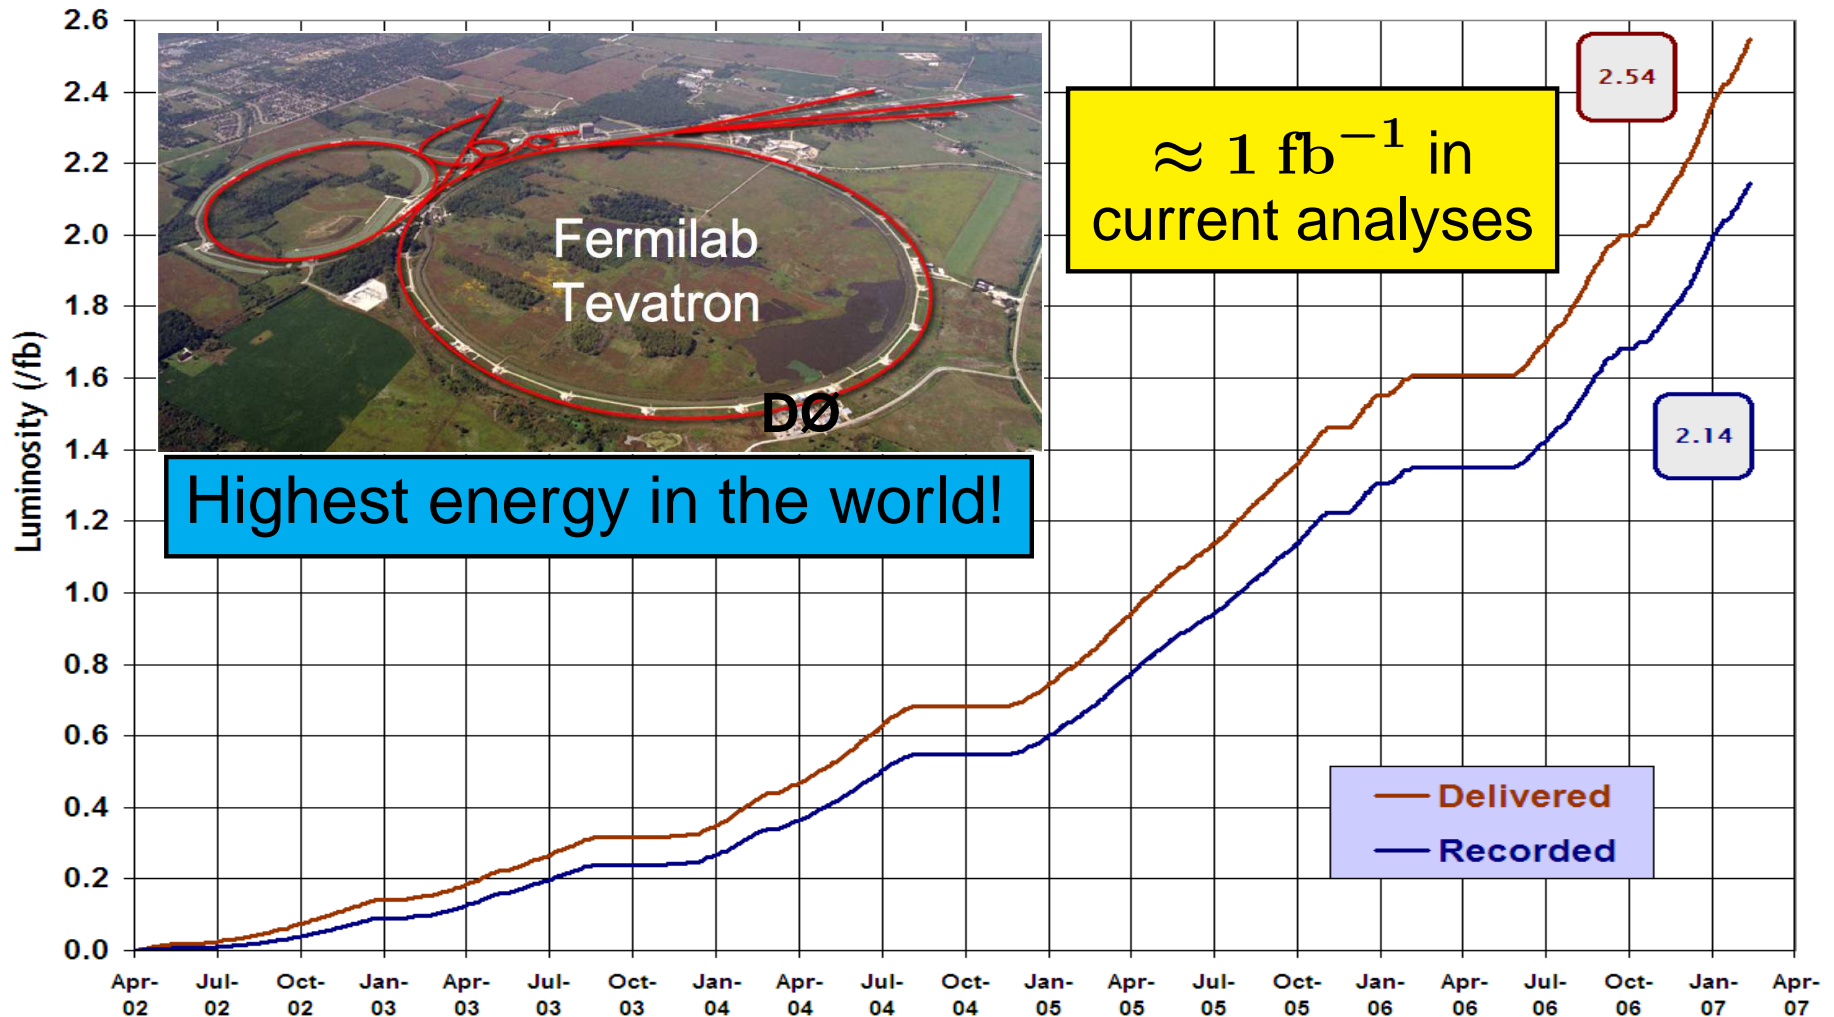 2.6
2.4
2.2
2.0
1.8
1.6
1.4
1.2
1.0
0.8
0.6
0.4
0.2
0.0
Luminosity (/fb)
Fermilab
Tevatron
DØ
Highest energy in the world!
≈ 1 fb⁻¹ in
current analyses
2.54
2.14
Delivered
Recorded
Apr- Jul- Oct- Jan- Apr- Jul- Oct- Jan- Apr- Jul- Oct- Jan- Apr- Jul- Oct- Jan- Apr- Jul- Oct- Jan- Apr-
02 02 02 03 03 03 03 04 04 04 04 05 05 05 05 06 06 06 06 07 07